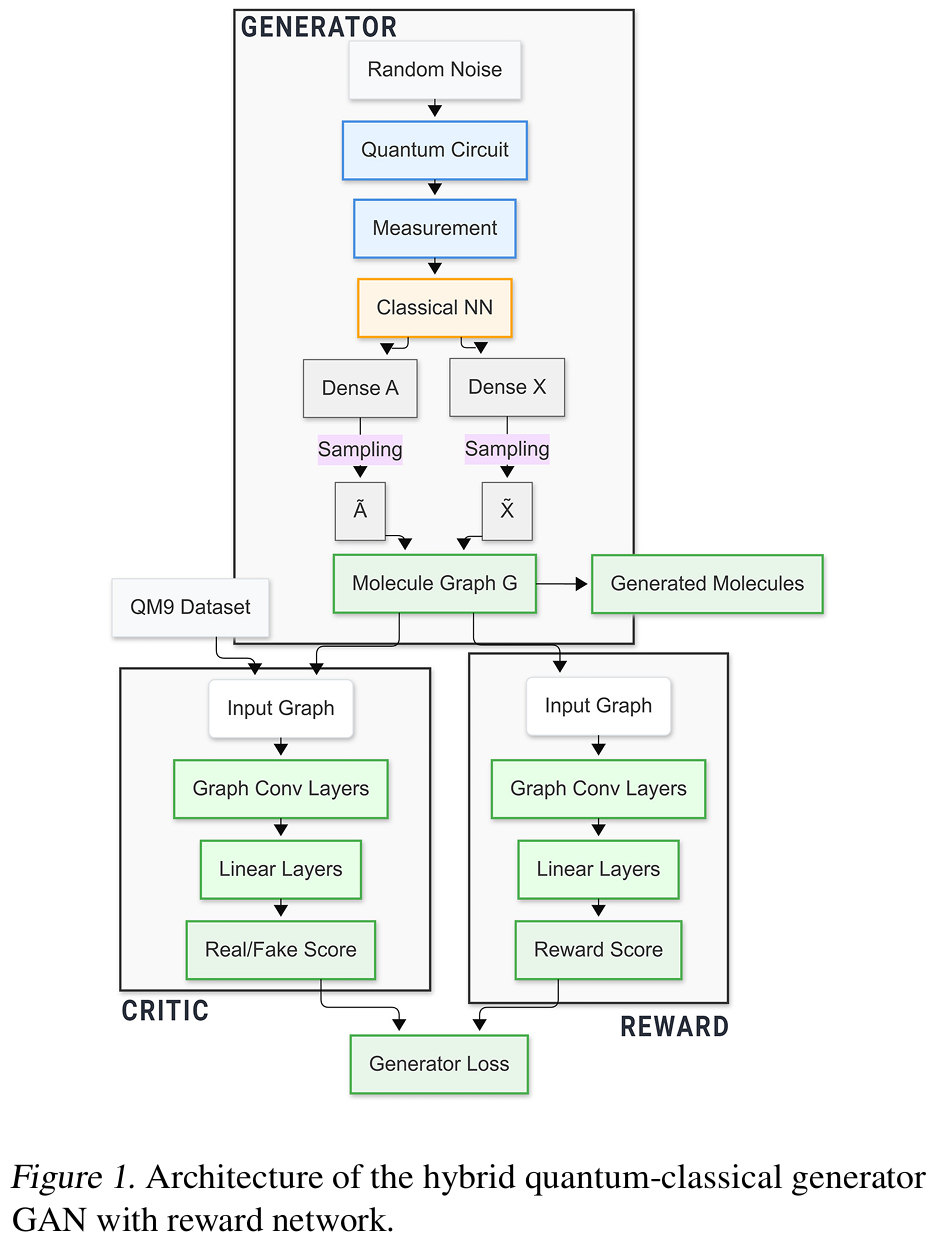 GENERATOR
Random Noise
Quantum Circuit
Measurement
Classical NN
Dense A
Dense X
Sampling
Sampling
Ã
X̃
Molecule Graph G
Generated Molecules
QM9 Dataset
Input Graph
Graph Conv Layers
Linear Layers
Real/Fake Score
CRITIC
Input Graph
Graph Conv Layers
Linear Layers
Reward Score
REWARD
Generator Loss
Figure 1. Architecture of the hybrid quantum-classical generator
GAN with reward network.